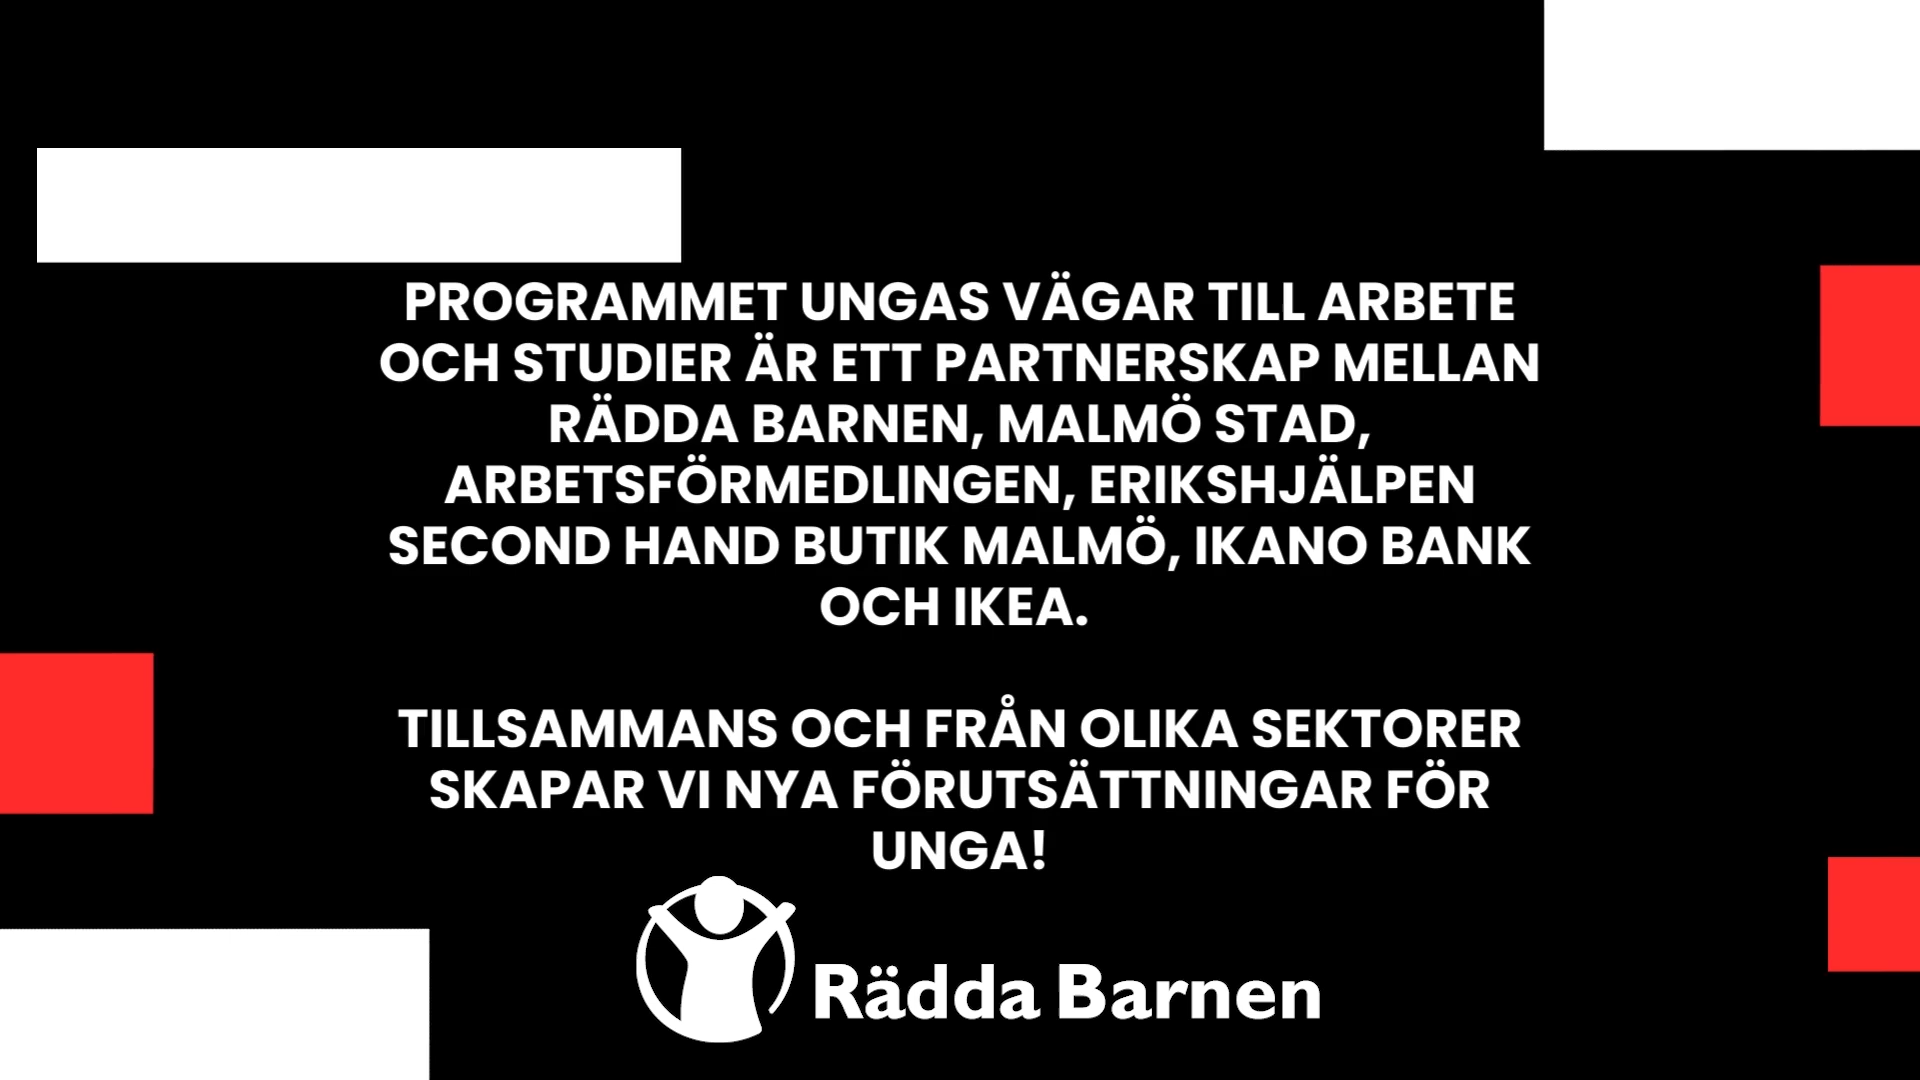 PROGRAMMET UNGAS VÄGAR TILL ARBETE
OCH STUDIER ÄR ETT PARTNERSKAP MELLAN
RÄDDA BARNEN, MALMÖ STAD,
ARBETSFÖRMEDLINGEN, ERIKSHJÄLPEN
SECOND HAND BUTIK MALMÖ, IKANO BANK
OCH IKEA.
TILLSAMMANS OCH FRÅN OLIKA SEKTORER
SKAPAR VI NYA FÖRUTSÄTTNINGAR FÖR
UNGA!
Rädda Barnen